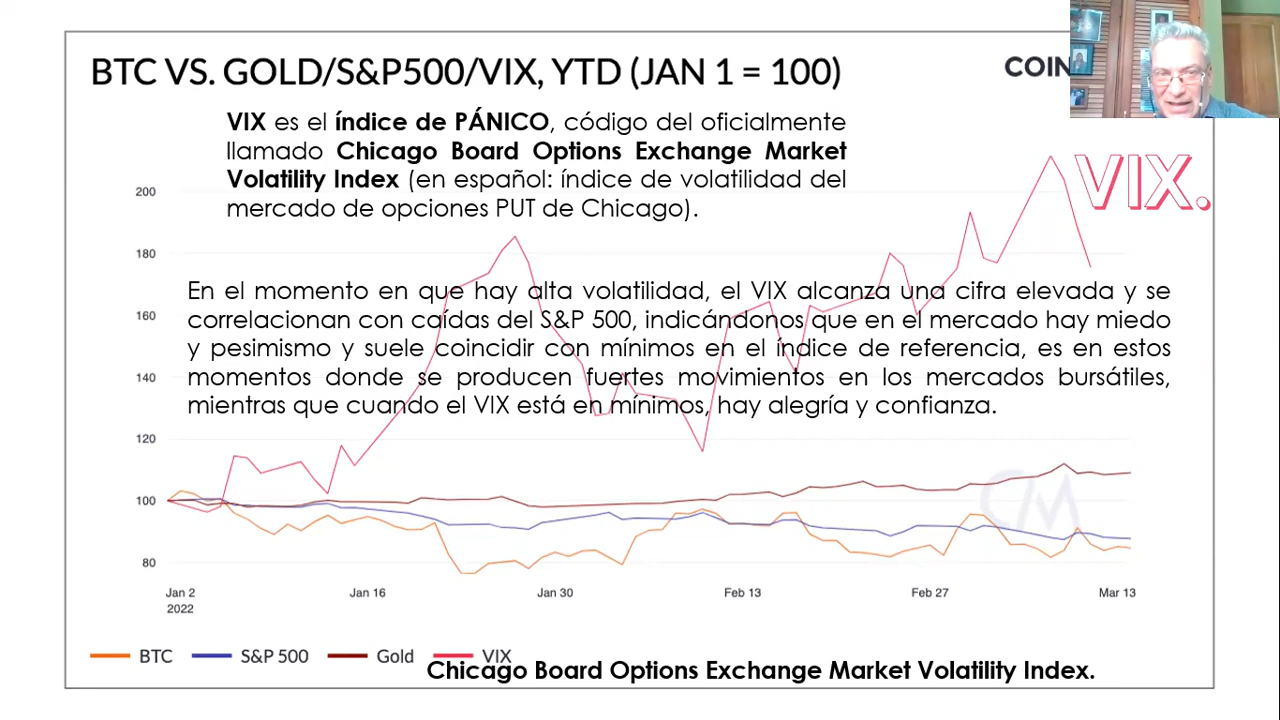 BTC VS. GOLD/S&P500/VIX, YTD (JAN 1 = 100)
COIN
VIX es el índice de PÁNICO, código del oficialmente
llamado Chicago Board Options Exchange Market
Volatility Index (en español: índice de volatilidad del
mercado de opciones PUT de Chicago).
VIX.
En el momento en que hay alta volatilidad, el VIX alcanza una cifra elevada y se
correlacionan con caídas del S&P 500, indicándonos que en el mercado hay miedo
y pesimismo y suele coincidir con mínimos en el índice de referencia, es en estos
momentos donde se producen fuertes movimientos en los mercados bursátiles,
mientras que cuando el VIX está en mínimos, hay alegría y confianza.
200
180
160
140
120
100
80
CM
Jan 2 Jan 16 Jan 30 Feb 13 Feb 27 Mar 13
2022
BTC S&P 500 Gold VIX
Chicago Board Options Exchange Market Volatility Index.